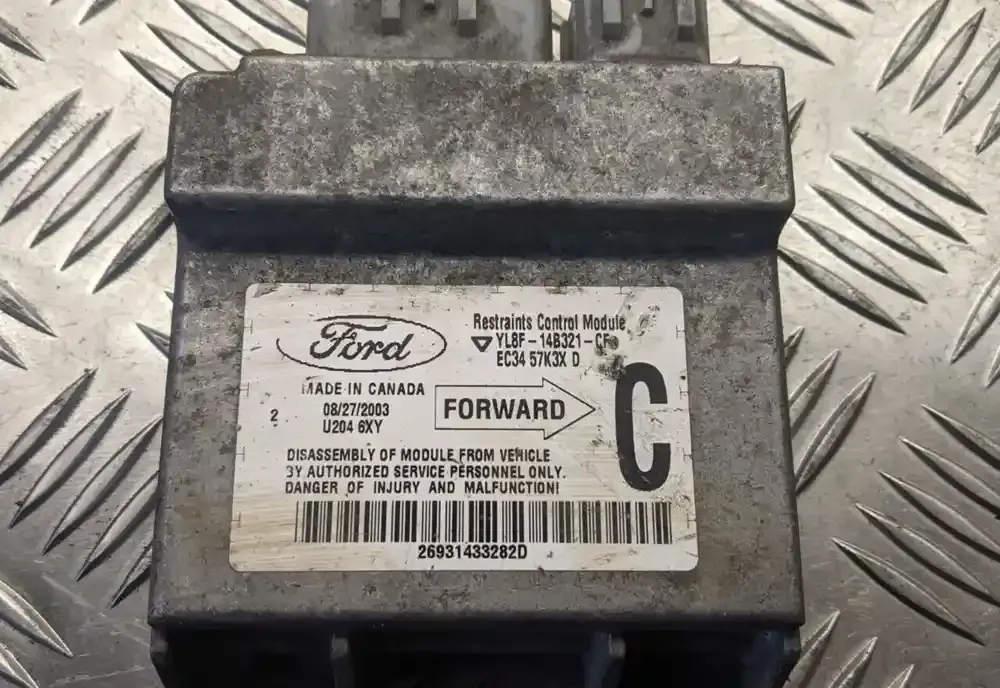 Ford
Restraints Control Module
YL8F-14B321-CF
EC34 57K3X D
MADE IN CANADA
08/27/2003
2
U204 6XY
FORWARD
C
DISASSEMBLY OF MODULE FROM VEHICLE
BY AUTHORIZED SERVICE PERSONNEL ONLY.
DANGER OF INJURY AND MALFUNCTION!
26931433282D